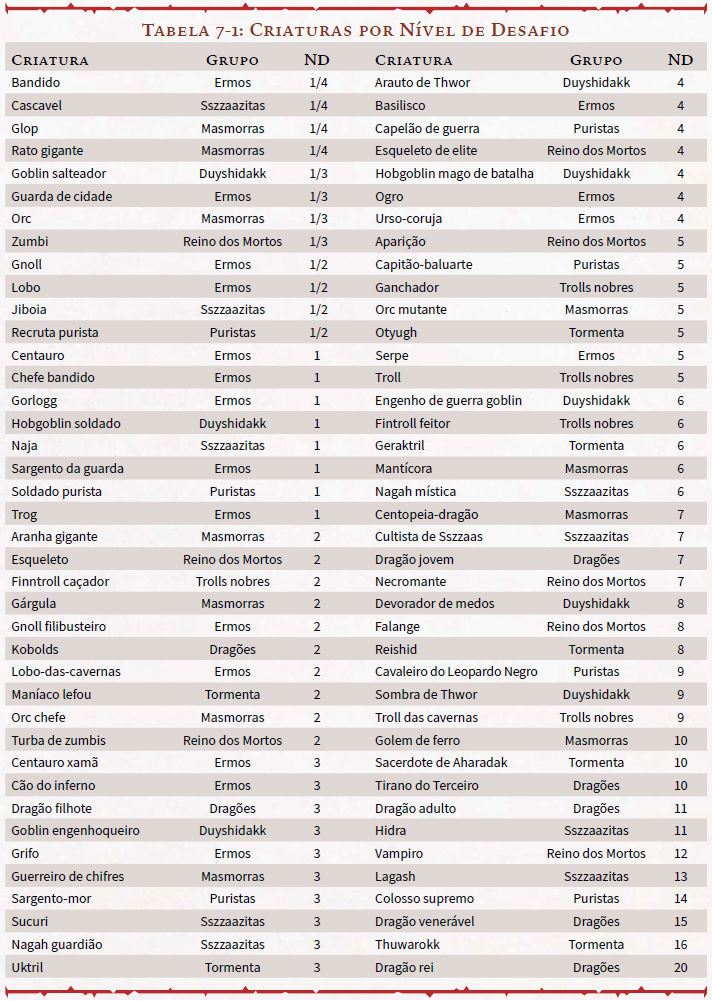 Tabela 7-1: Criaturas por Nível de Desafio
Criatura Grupo ND Criatura Grupo ND
Bandido Ermos 1/4 Arauto de Thwor Duyshidakk 4
Cascavel Sszzaazitas 1/4 Basilisco Ermos 4
Glop Masmorras 1/4 Capelão de guerra Puristas 4
Rato gigante Masmorras 1/4 Esqueleto de elite Reino dos Mortos 4
Goblin salteador Duyshidakk 1/3 Hobgoblin mago de batalha Duyshidakk 4
Guarda de cidade Ermos 1/3 Ogro Ermos 4
Orc Masmorras 1/3 Urso-coruja Ermos 4
Zumbi Reino dos Mortos 1/3 Aparição Reino dos Mortos 5
Gnoll Ermos 1/2 Capitão-baluarte Puristas 5
Lobo Ermos 1/2 Ganchador Trolls nobres 5
Jiboia Sszzaazitas 1/2 Orc mutante Masmorras 5
Recruta purista Puristas 1/2 Otyugh Tormenta 5
Centauro Ermos 1 Serpe Ermos 5
Chefe bandido Ermos 1 Troll Trolls nobres 5
Gorlogg Ermos 1 Engenho de guerra goblin Duyshidakk 6
Hobgoblin soldado Duyshidakk 1 Fintroll feitor Trolls nobres 6
Naja Sszzaazitas 1 Geraktril Tormenta 6
Sargento da guarda Ermos 1 Mantícora Masmorras 6
Soldado purista Puristas 1 Nagah mística Sszzaazitas 6
Trog Ermos 1 Centopeia-dragão Masmorras 7
Aranha gigante Masmorras 2 Cultista de Sszzaas Sszzaazitas 7
Esqueleto Reino dos Mortos 2 Dragão jovem Dragões 7
Finntroll caçador Trolls nobres 2 Necromante Reino dos Mortos 7
Gárgula Masmorras 2 Devorador de medos Duyshidakk 8
Gnoll filibusteiro Ermos 2 Falange Reino dos Mortos 8
Kobolds Dragões 2 Reishid Tormenta 8
Lobo-das-cavernas Ermos 2 Cavaleiro do Leopardo Negro Puristas 9
Maníaco lefou Tormenta 2 Sombra de Thwor Duyshidakk 9
Orc chefe Masmorras 2 Troll das cavernas Trolls nobres 9
Turba de zumbis Reino dos Mortos 2 Golem de ferro Masmorras 10
Centauro xamã Ermos 3 Sacerdote de Aharadak Tormenta 10
Cão do inferno Ermos 3 Tirano do Terceiro Dragões 10
Dragão filhote Dragões 3 Dragão adulto Dragões 11
Goblin engenhoqueiro Duyshidakk 3 Hidra Sszzaazitas 11
Grifo Ermos 3 Vampiro Reino dos Mortos 12
Guerreiro de chifres Masmorras 3 Lagash Sszzaazitas 13
Sargento-mor Puristas 3 Colosso supremo Puristas 14
Sucuri Sszzaazitas 3 Dragão venerável Dragões 15
Nagah guardião Sszzaazitas 3 Thuwarokk Tormenta 16
Uktril Tormenta 3 Dragão rei Dragões 20